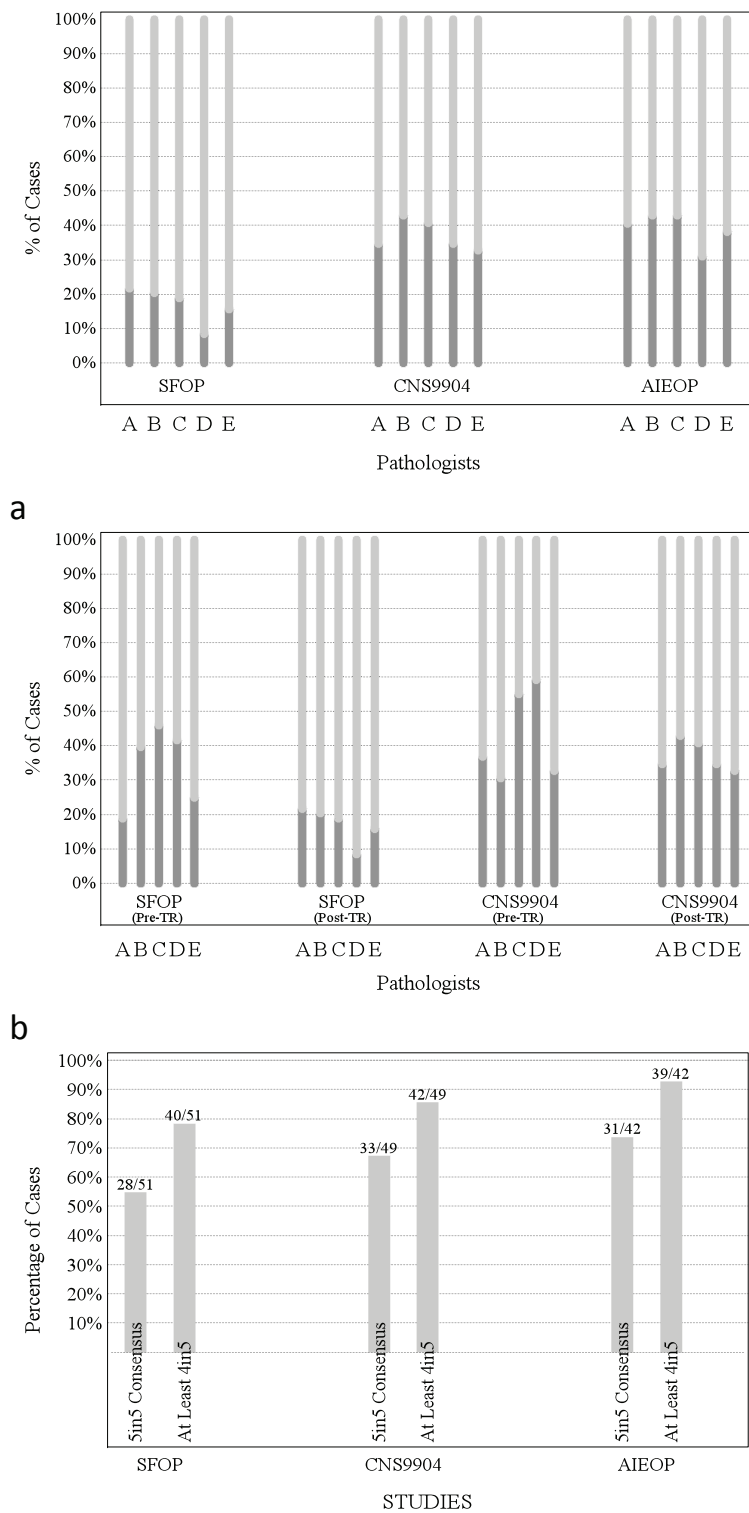 100%
90%
80%
70%
60%
50%
40%
30%
20%
10%
0%
% of Cases
SFOP CNS9904 AIEOP
A B C D E A B C D E A B C D E
Pathologists
a
100%
90%
80%
70%
60%
50%
40%
30%
20%
10%
0%
% of Cases
SFOP SFOP CNS9904 CNS9904
(Pre-TR) (Post-TR) (Pre-TR) (Post-TR)
ABCDE ABCDE ABCDE ABCDE
Pathologists
b
100%
90%
80%
70%
60%
50%
40%
30%
20%
10%
Percentage of Cases
28/51 40/51 33/49 42/49 31/42 39/42
5in5 Consensus At Least 4in5 5in5 Consensus At Least 4in5 5in5 Consensus At Least 4in5
SFOP CNS9904 AIEOP
STUDIES